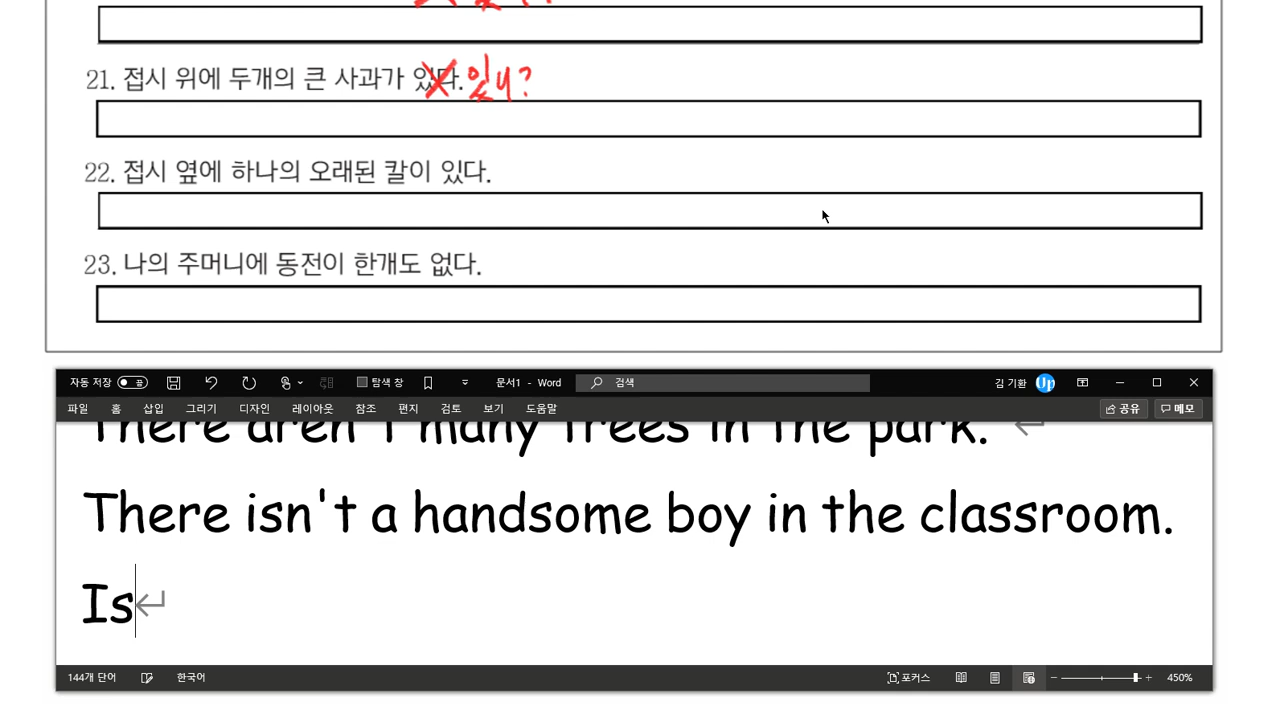 21. 접시 위에 두개의 큰 사과가 있다. 있니?
22. 접시 옆에 하나의 오래된 칼이 있다.
23. 나의 주머니에 동전이 한개도 없다.
자동 저장 끔 탐색 창 문서1 - Word 검색 김 기환 Up
파일 홈 삽입 그리기 디자인 레이아웃 참조 편지 검토 보기 도움말 공유 메모
There aren't many trees in the park.
There isn't a handsome boy in the classroom.
Is
144개 단어 한국어 포커스 450%